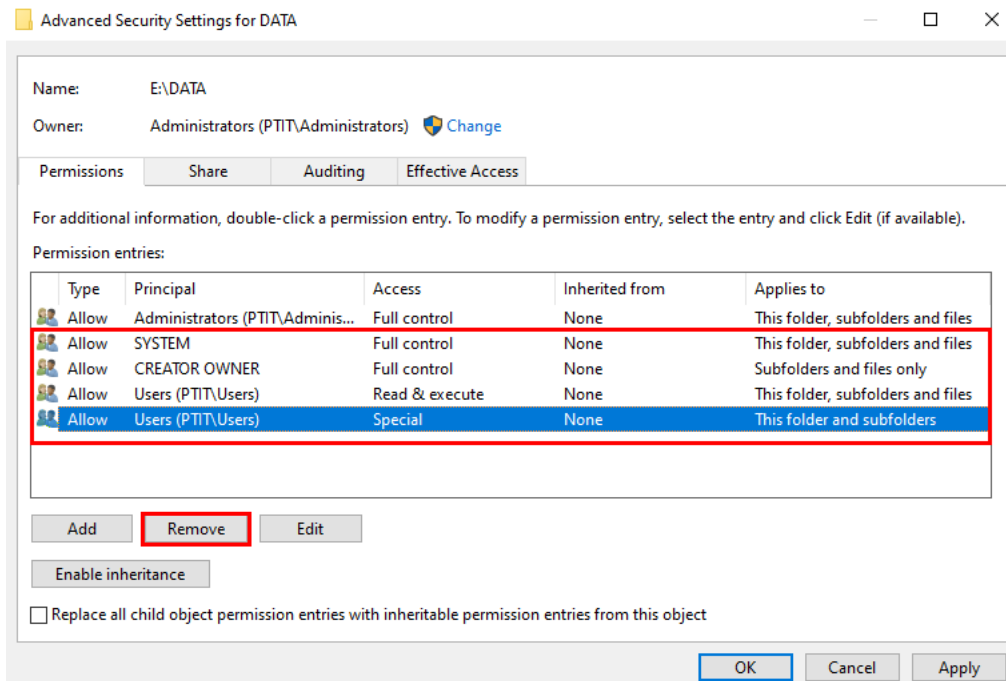 Advanced Security Settings for DATA
Name: E:\DATA
Owner: Administrators (PTIT\Administrators) Change
Permissions Share Auditing Effective Access
For additional information, double-click a permission entry. To modify a permission entry, select the entry and click Edit (if available).
Permission entries:
Type Principal Access Inherited from Applies to
Allow Administrators (PTIT\Adminis... Full control None This folder, subfolders and files
Allow SYSTEM Full control None This folder, subfolders and files
Allow CREATOR OWNER Full control None Subfolders and files only
Allow Users (PTIT\Users) Read & execute None This folder, subfolders and files
Allow Users (PTIT\Users) Special None This folder and subfolders
Add Remove Edit
Enable inheritance
Replace all child object permission entries with inheritable permission entries from this object
OK Cancel Apply